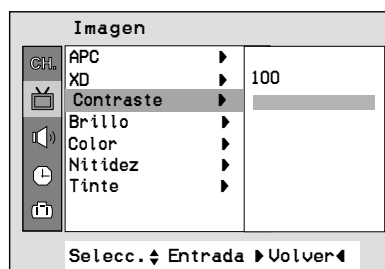 Imagen
CH.
APC
XD
100
Contraste
Brillo
Color
Nitidez
Tinte
Selecc. Entrada Volver